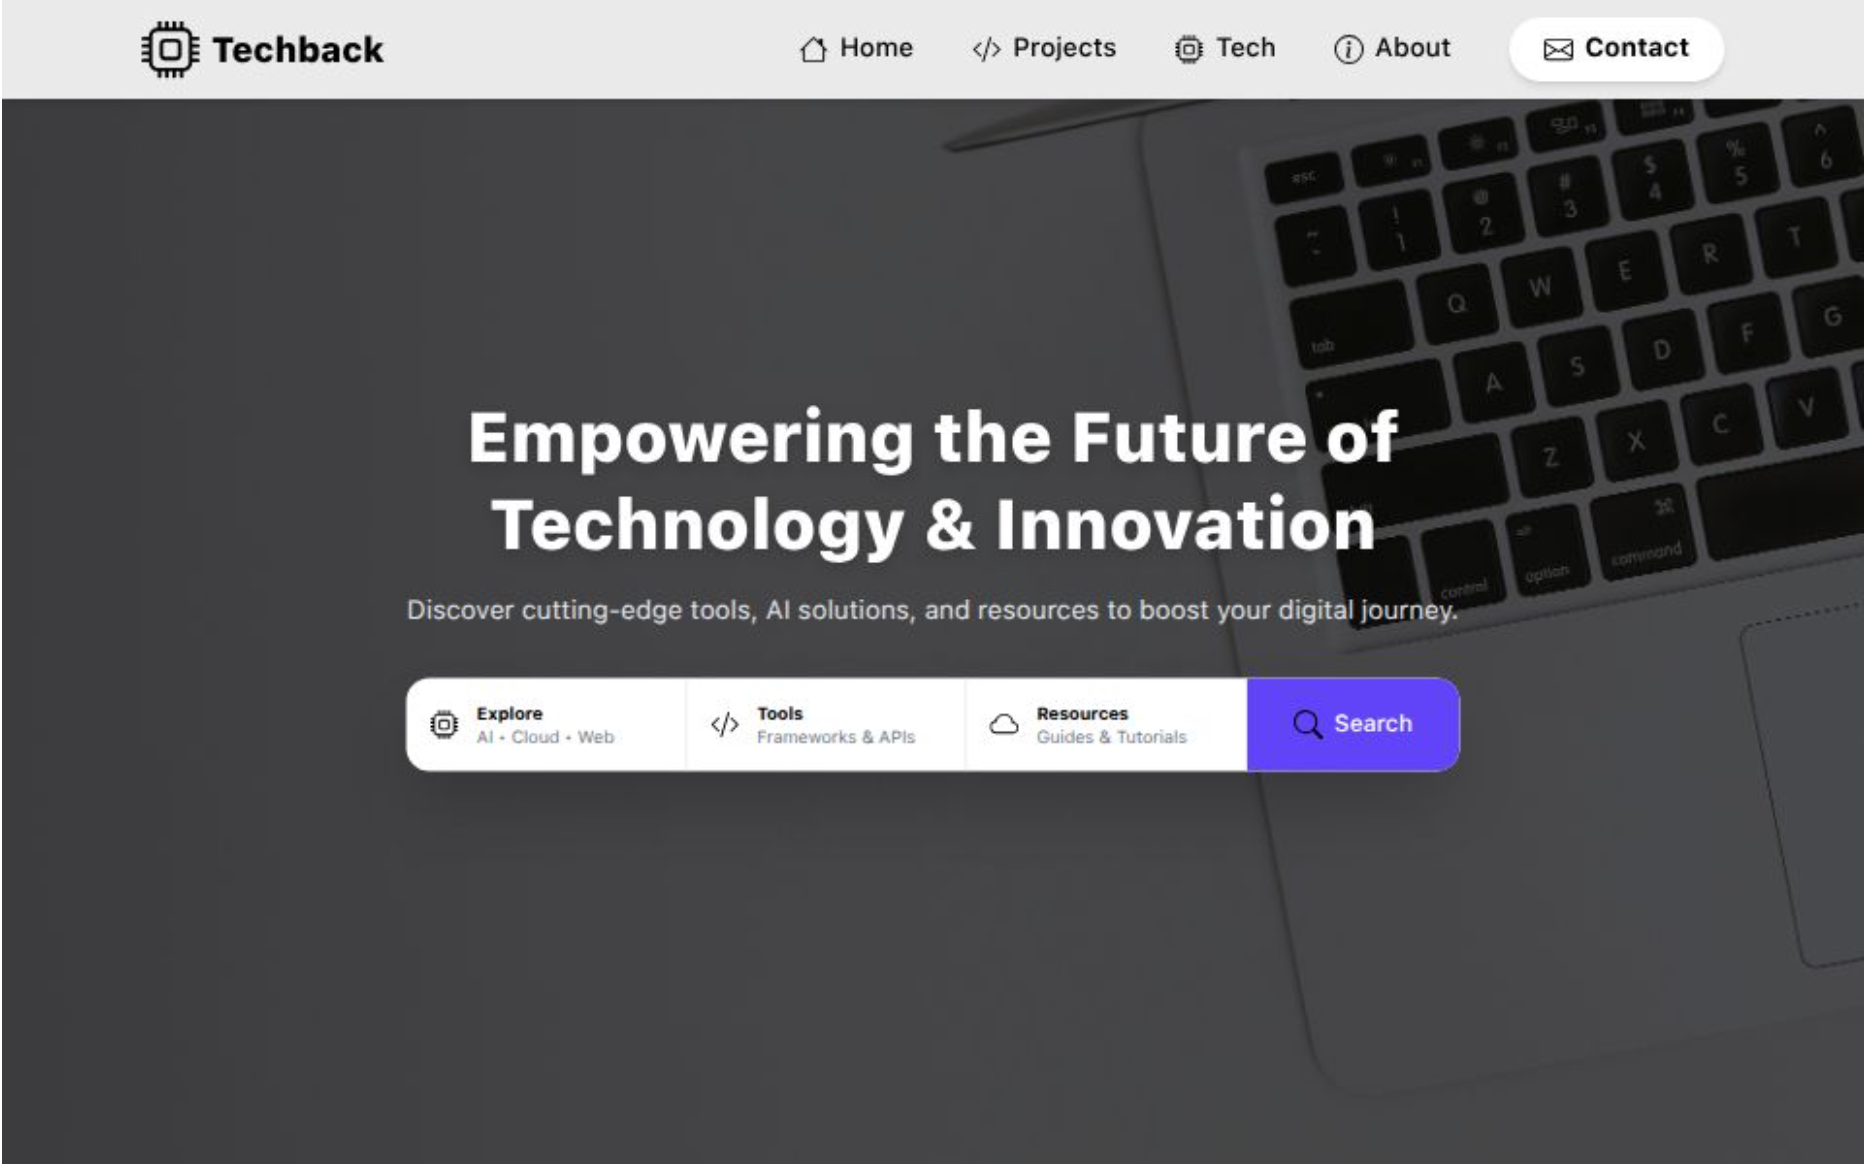 Techback
Home
Projects
Tech
About
Contact
esc
!
1
@
2
#
3
$
4
%
5
^
6
~
tab
Q
W
E
R
T
A
S
D
F
G
Z
X
C
V
control
option
command
Empowering the Future of
Technology & Innovation
Discover cutting-edge tools, AI solutions, and resources to boost your digital journey.
Explore
AI • Cloud • Web
Tools
Frameworks & APIs
Resources
Guides & Tutorials
Search